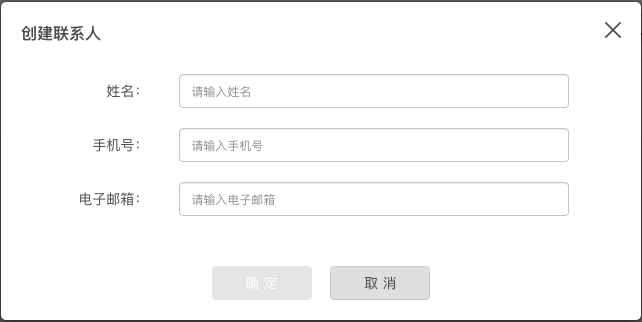 创建联系人
姓名：
请输入姓名
手机号：
请输入手机号
电子邮箱：
请输入电子邮箱
确 定
取 消